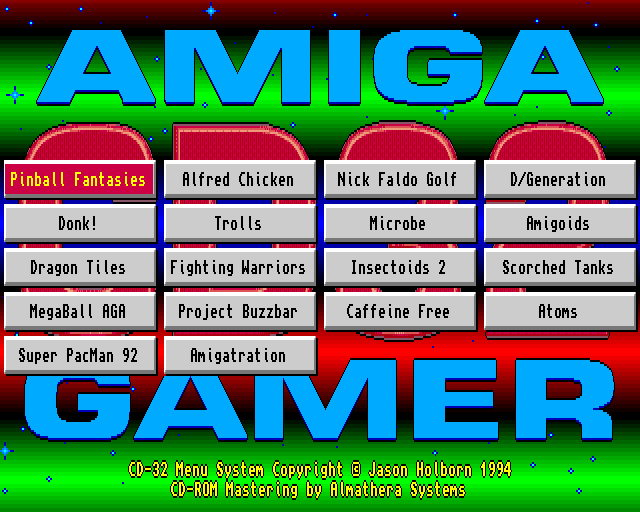 AMIGA
CD32
Pinball Fantasies Alfred Chicken Nick Faldo Golf D/Generation
Donk! Trolls Microbe Amigoids
Dragon Tiles Fighting Warriors Insectoids 2 Scorched Tanks
MegaBall AGA Project Buzzbar Caffeine Free Atoms
Super PacMan 92 Amigatration
GAMER
CD-32 Menu System Copyright © Jason Holborn 1994
CD-ROM Mastering by Almathera Systems